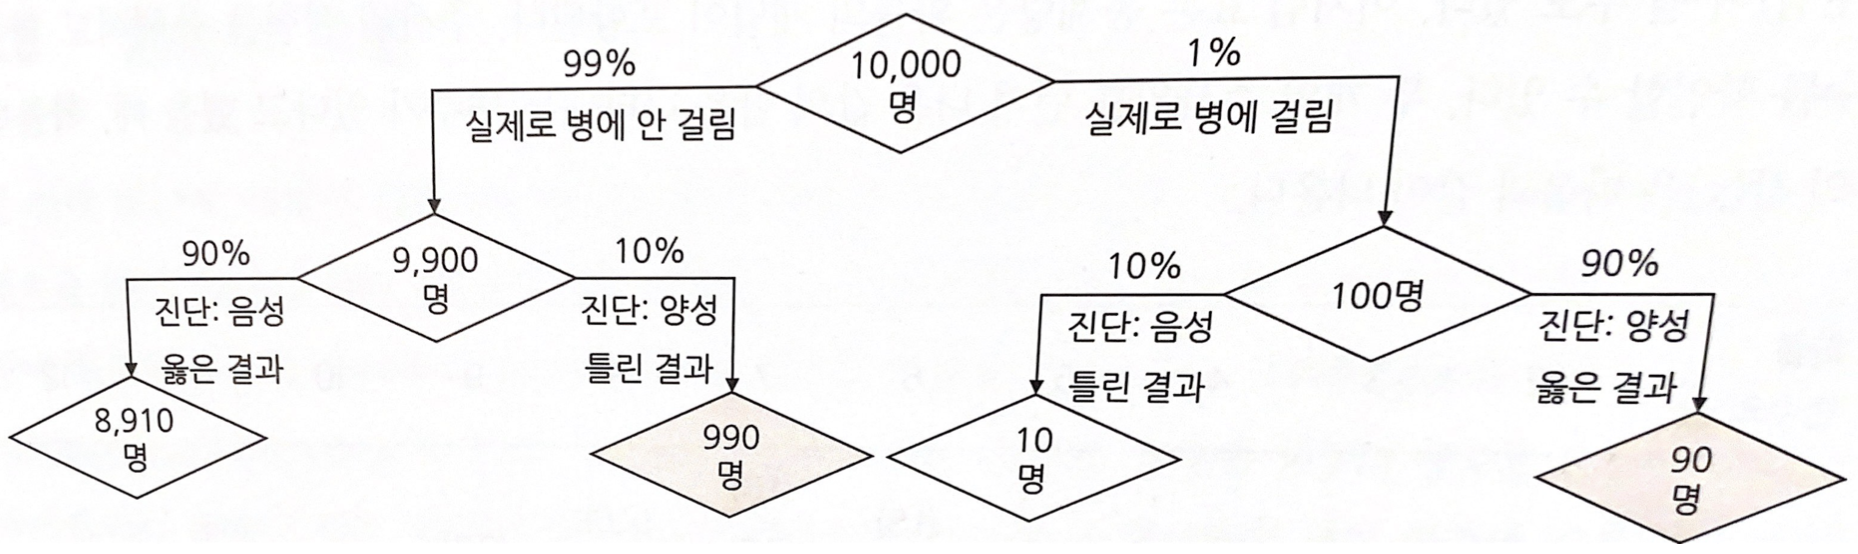 10,000
명
99%
실제로 병에 안 걸림
1%
실제로 병에 걸림
9,900
명
90%
진단: 음성
옳은 결과
10%
진단: 양성
틀린 결과
8,910
명
990
명
100명
10%
진단: 음성
틀린 결과
90%
진단: 양성
옳은 결과
10
명
90
명